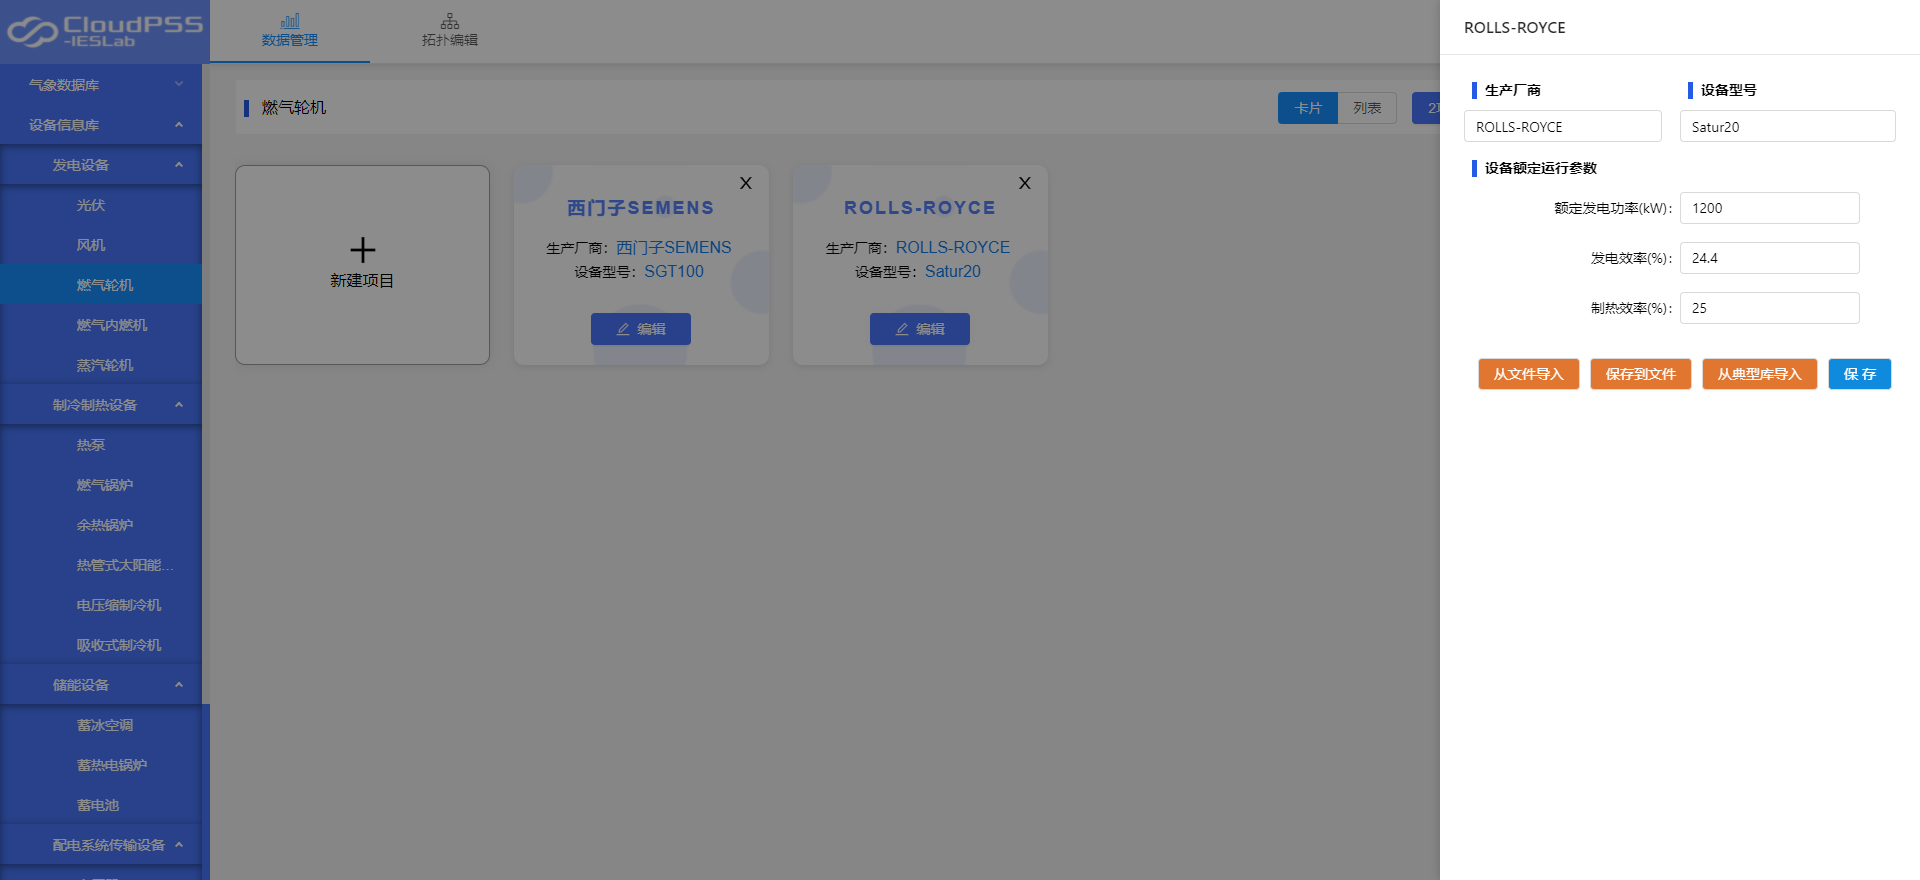 CloudPSS
-IESLab
数据管理
拓扑编辑
气象数据库
设备信息库
发电设备
光伏
风机
燃气轮机
燃气内燃机
蒸汽轮机
制冷制热设备
热泵
燃气锅炉
余热锅炉
热管式太阳能...
电压缩制冷机
吸收式制冷机
储能设备
蓄冰空调
蓄热电锅炉
蓄电池
配电系统传输设备
燃气轮机
卡片
列表
新建项目
X
西门子SEMENS
生产厂商：西门子SEMENS
设备型号：SGT100
编辑
X
ROLLS-ROYCE
生产厂商：ROLLS-ROYCE
设备型号：Satur20
编辑
ROLLS-ROYCE
生产厂商
设备型号
ROLLS-ROYCE
Satur20
设备额定运行参数
额定发电功率(kW)： 1200
发电效率(%)： 24.4
制热效率(%)： 25
从文件导入
保存到文件
从典型库导入
保 存